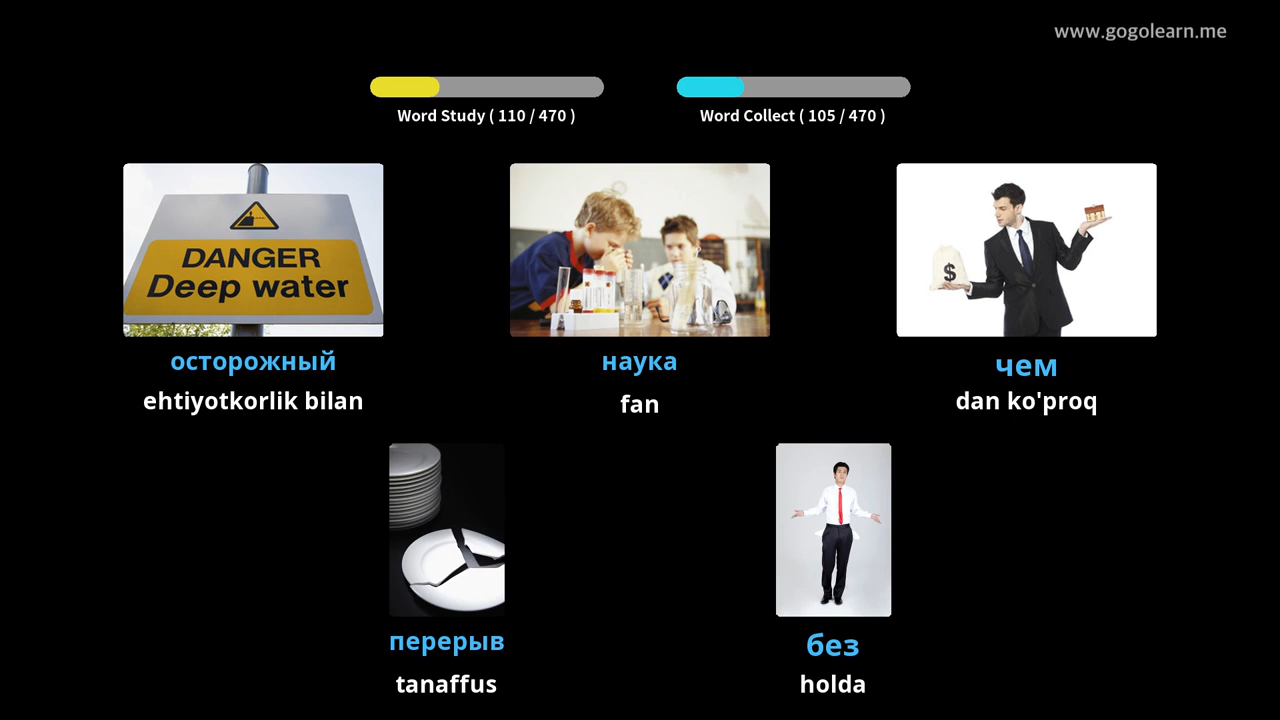 www.gogolearn.me
Word Study ( 110 / 470 )
Word Collect ( 105 / 470 )
DANGER
Deep water
$
осторожный
ehtiyotkorlik bilan
наука
fan
чем
dan ko'proq
перерыв
tanaffus
без
holda